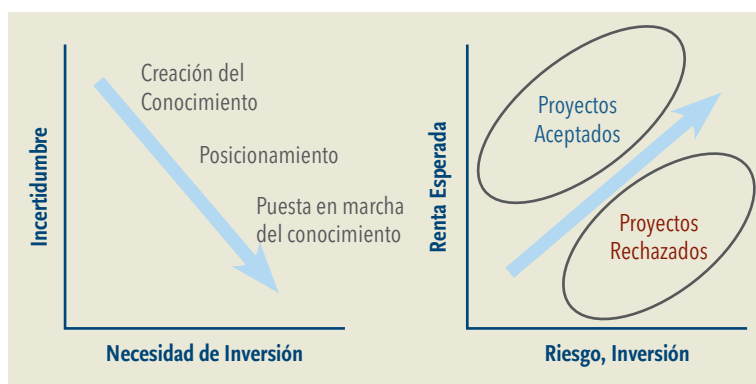 Incertidumbre
Creación del
Conocimiento
Posicionamiento
Puesta en marcha
del conocimiento
Necesidad de Inversión
Renta Esperada
Proyectos
Aceptados
Proyectos
Rechazados
Riesgo, Inversión